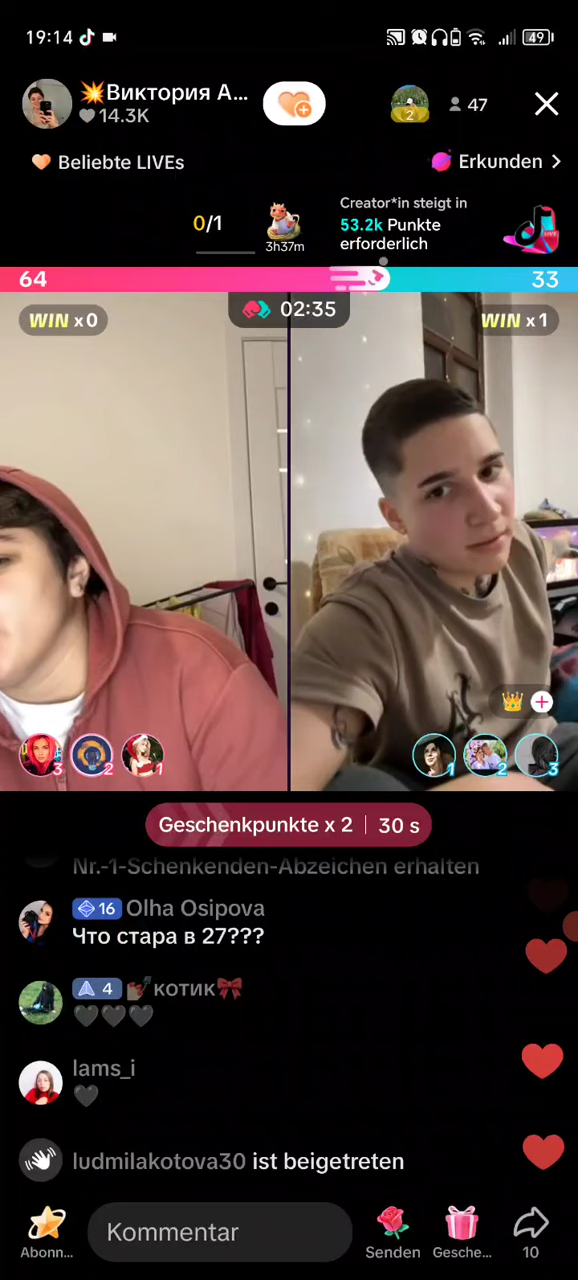 19:14
49
💥Виктория А...
14.3K
2
47
Beliebte LIVEs
Erkunden
0/1
3h37m
Creator*in steigt in
53.2k Punkte
erforderlich
LIVE
64
33
WIN x 0
02:35
WIN x 1
3
2
1
1
2
3
Geschenkpunkte x 2 | 30 s
Nr.-1-Schenkenden-Abzeichen erhalten
16 Olha Osipova
Что стара в 27???
4 💅котик🎀
🖤🖤🖤
lams_i
🖤
ludmilakotova30 ist beigetreten
Abonn...
Kommentar
Senden
Gesche...
10